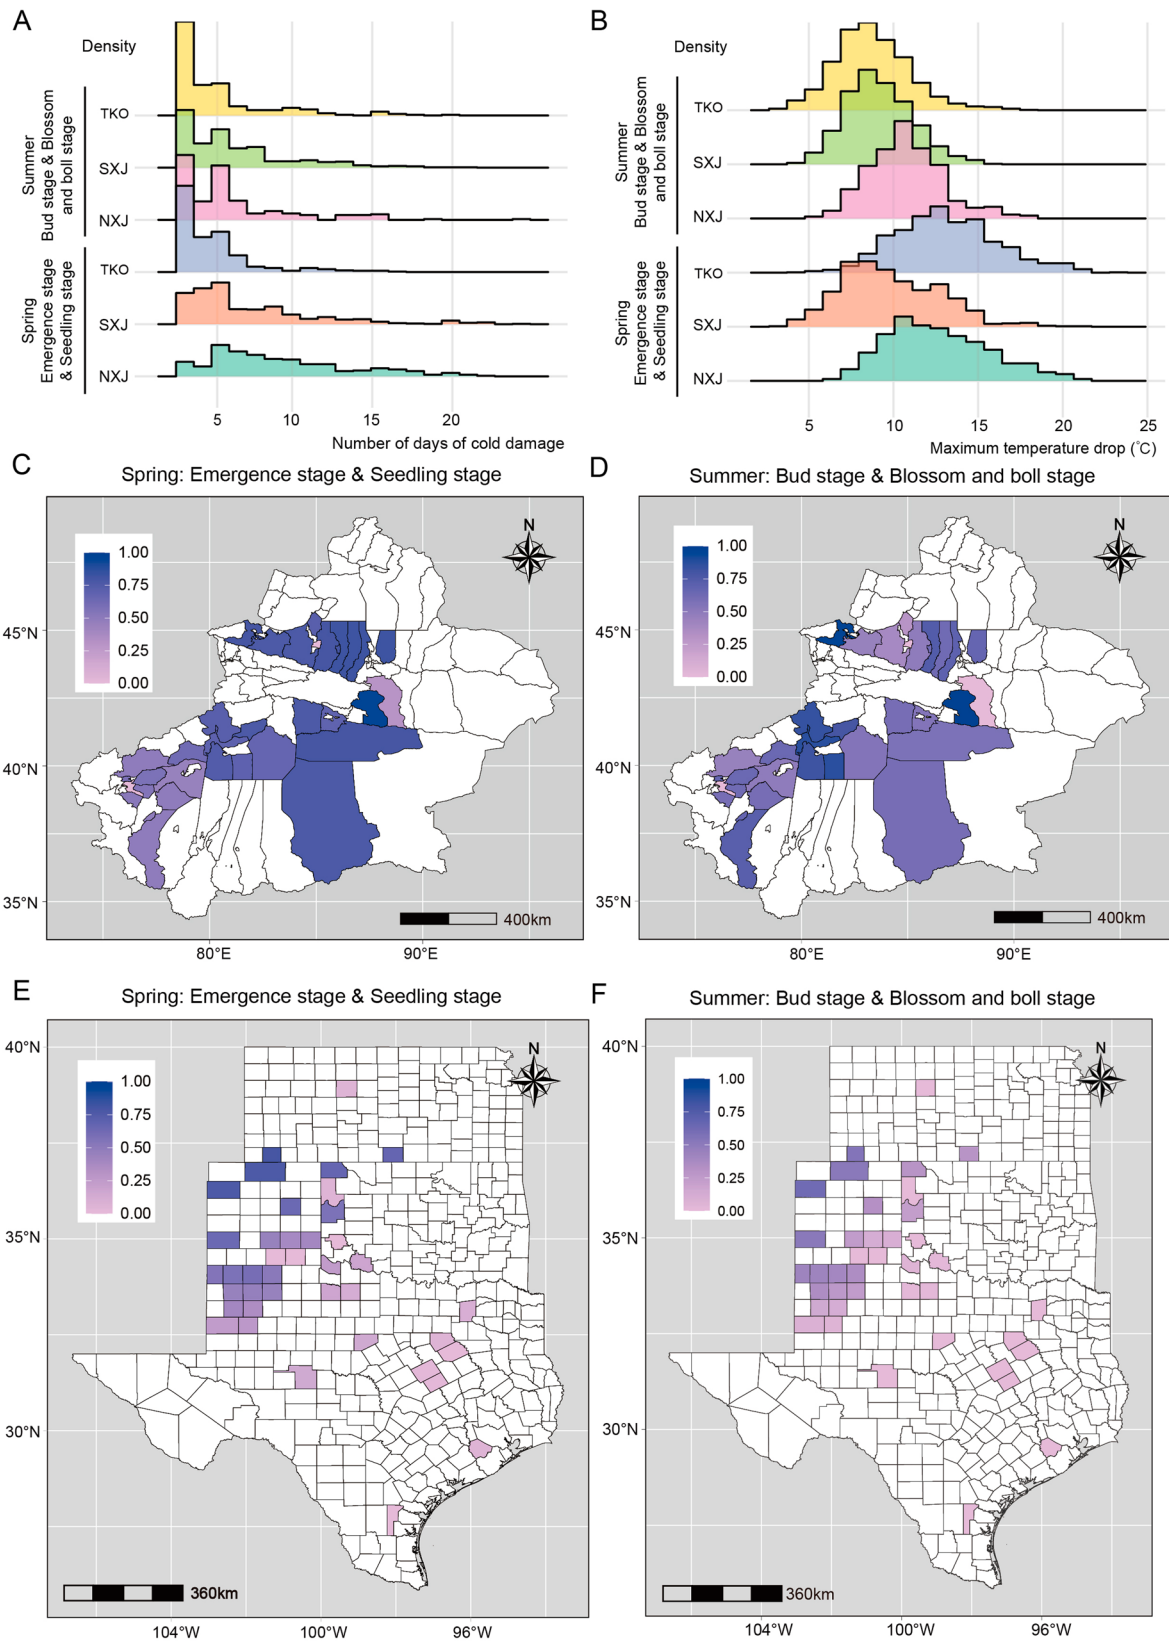 A
Density
Summer
Bud stage & Blossom
and boll stage
TKO
SXJ
NXJ
Spring
Emergence stage
& Seedling stage
TKO
SXJ
NXJ
5
10
15
20
Number of days of cold damage
B
Density
Summer
Bud stage & Blossom
and boll stage
TKO
SXJ
NXJ
Spring
Emergence stage
& Seedling stage
TKO
SXJ
NXJ
5
10
15
20
25
Maximum temperature drop (°C)
C
Spring: Emergence stage & Seedling stage
1.00
0.75
0.50
0.25
0.00
N
45°N
40°N
35°N
400km
80°E
90°E
D
Summer: Bud stage & Blossom and boll stage
1.00
0.75
0.50
0.25
0.00
N
45°N
40°N
35°N
400km
80°E
90°E
E
Spring: Emergence stage & Seedling stage
40°N
1.00
0.75
0.50
0.25
0.00
N
35°N
30°N
360km
104°W
100°W
96°W
F
Summer: Bud stage & Blossom and boll stage
40°N
1.00
0.75
0.50
0.25
0.00
N
35°N
30°N
360km
104°W
100°W
96°W